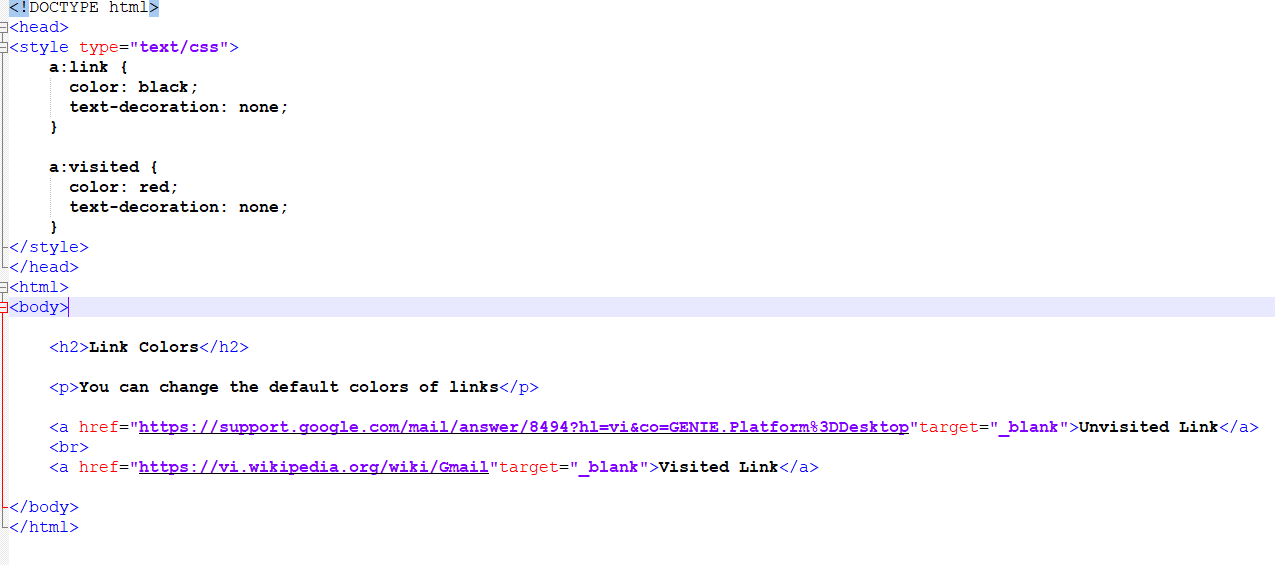 <!DOCTYPE html>
<head>
<style type="text/css">
    a:link {
      color: black;
      text-decoration: none;
    }

    a:visited {
      color: red;
      text-decoration: none;
    }
</style>
</head>
<html>
<body>

    <h2>Link Colors</h2>

    <p>You can change the default colors of links</p>

    <a href="https://support.google.com/mail/answer/8494?hl=vi&co=GENIE.Platform%3DDesktop"target="_blank">Unvisited Link</a>
    <br>
    <a href="https://vi.wikipedia.org/wiki/Gmail"target="_blank">Visited Link</a>

</body>
</html>